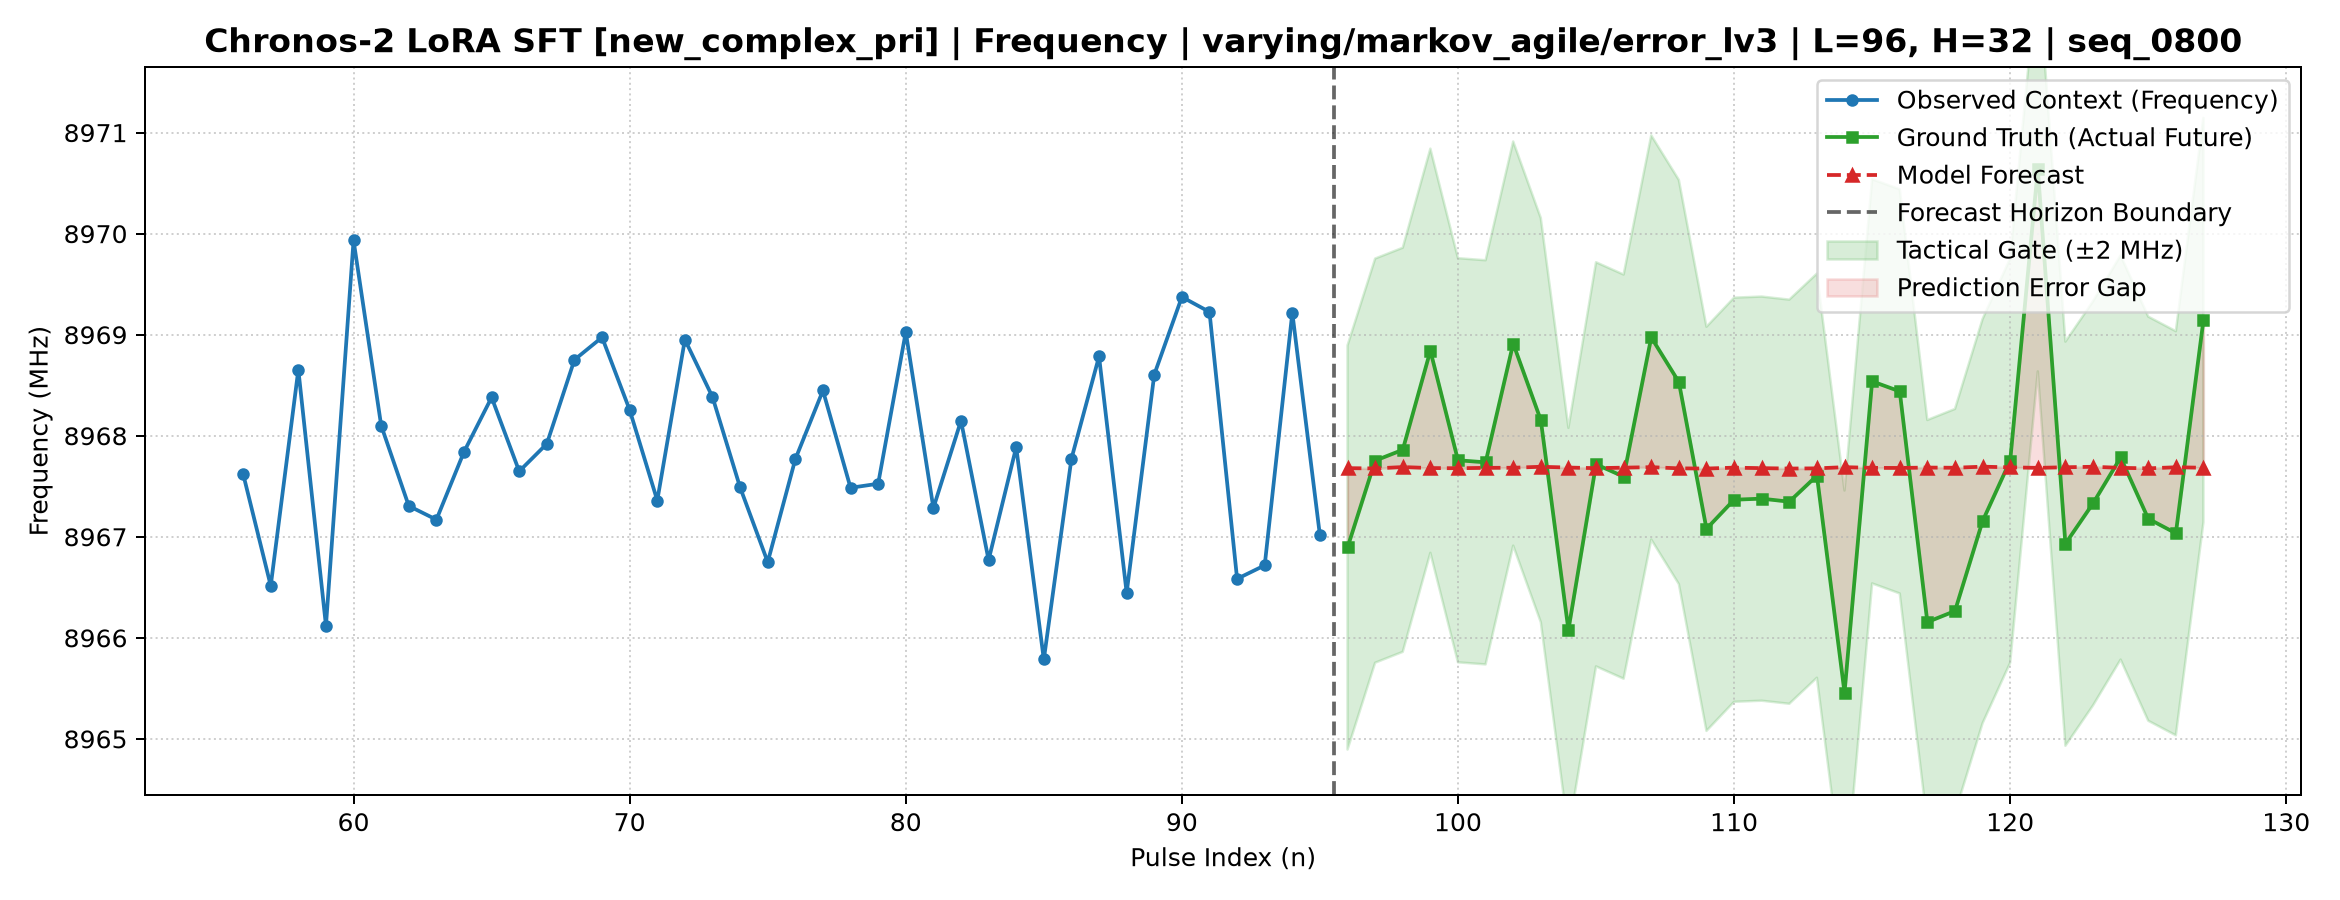 Chronos-2 LoRA SFT [new_complex_pri] | Frequency | varying/markov_agile/error_lv3 | L=96, H=32 | seq_0800
Frequency (MHz)
8971
8970
8969
8968
8967
8966
8965
Observed Context (Frequency)
Ground Truth (Actual Future)
Model Forecast
Forecast Horizon Boundary
Tactical Gate (±2 MHz)
Prediction Error Gap
60 70 80 90 100 110 120 130
Pulse Index (n)